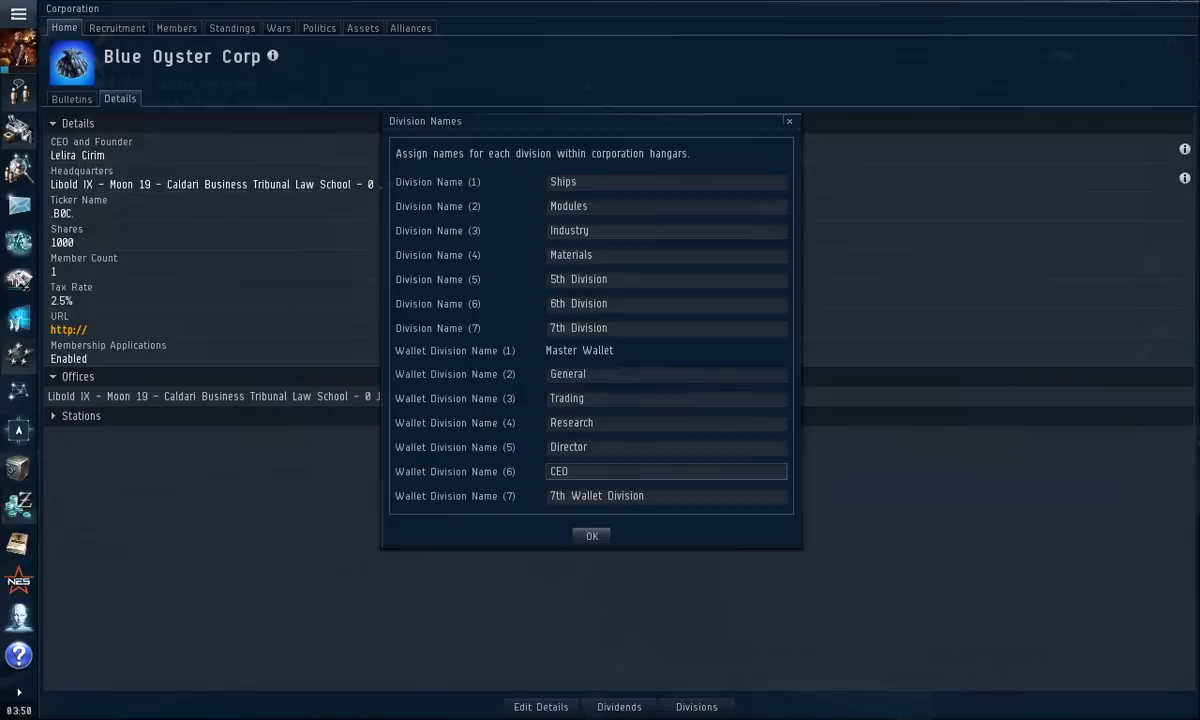 Corporation
Home Recruitment Members Standings Wars Politics Assets Alliances
Blue Oyster Corp
Bulletins Details
Details
CEO and Founder
Lelira Cirim
Headquarters
Libold IX - Moon 19 - Caldari Business Tribunal Law School - 0
Ticker Name
.B0C.
Shares
1000
Member Count
1
Tax Rate
2.5%
URL
http://
Membership Applications
Enabled
Offices
Libold IX - Moon 19 - Caldari Business Tribunal Law School - 0 J
Stations
Division Names
Assign names for each division within corporation hangars.
Division Name (1) Ships
Division Name (2) Modules
Division Name (3) Industry
Division Name (4) Materials
Division Name (5) 5th Division
Division Name (6) 6th Division
Division Name (7) 7th Division
Wallet Division Name (1) Master Wallet
Wallet Division Name (2) General
Wallet Division Name (3) Trading
Wallet Division Name (4) Research
Wallet Division Name (5) Director
Wallet Division Name (6) CEO
Wallet Division Name (7) 7th Wallet Division
OK
Edit Details Dividends Divisions
NES
?
03:50